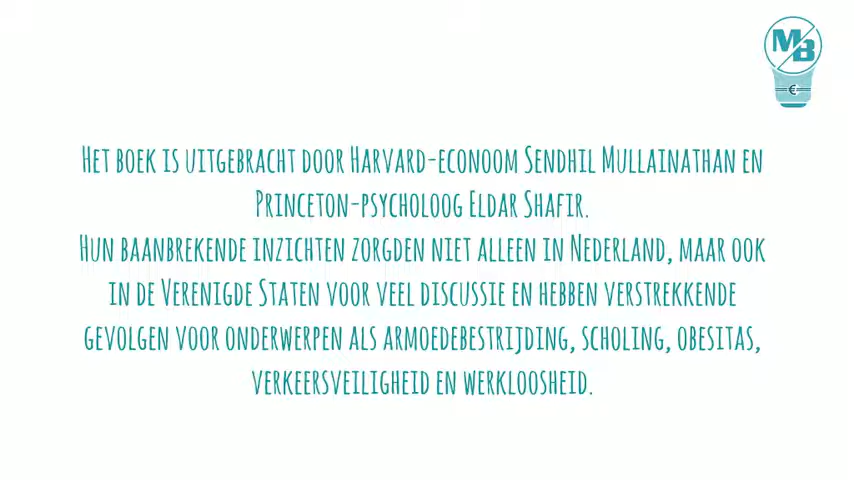 M/B
€
Het boek is uitgebracht door Harvard-econoom Sendhil Mullainathan en
Princeton-psycholoog Eldar Shafir.
Hun baanbrekende inzichten zorgden niet alleen in Nederland, maar ook
in de Verenigde Staten voor veel discussie en hebben verstrekkende
gevolgen voor onderwerpen als armoedebestrijding, scholing, obesitas,
verkeersveiligheid en werkloosheid.